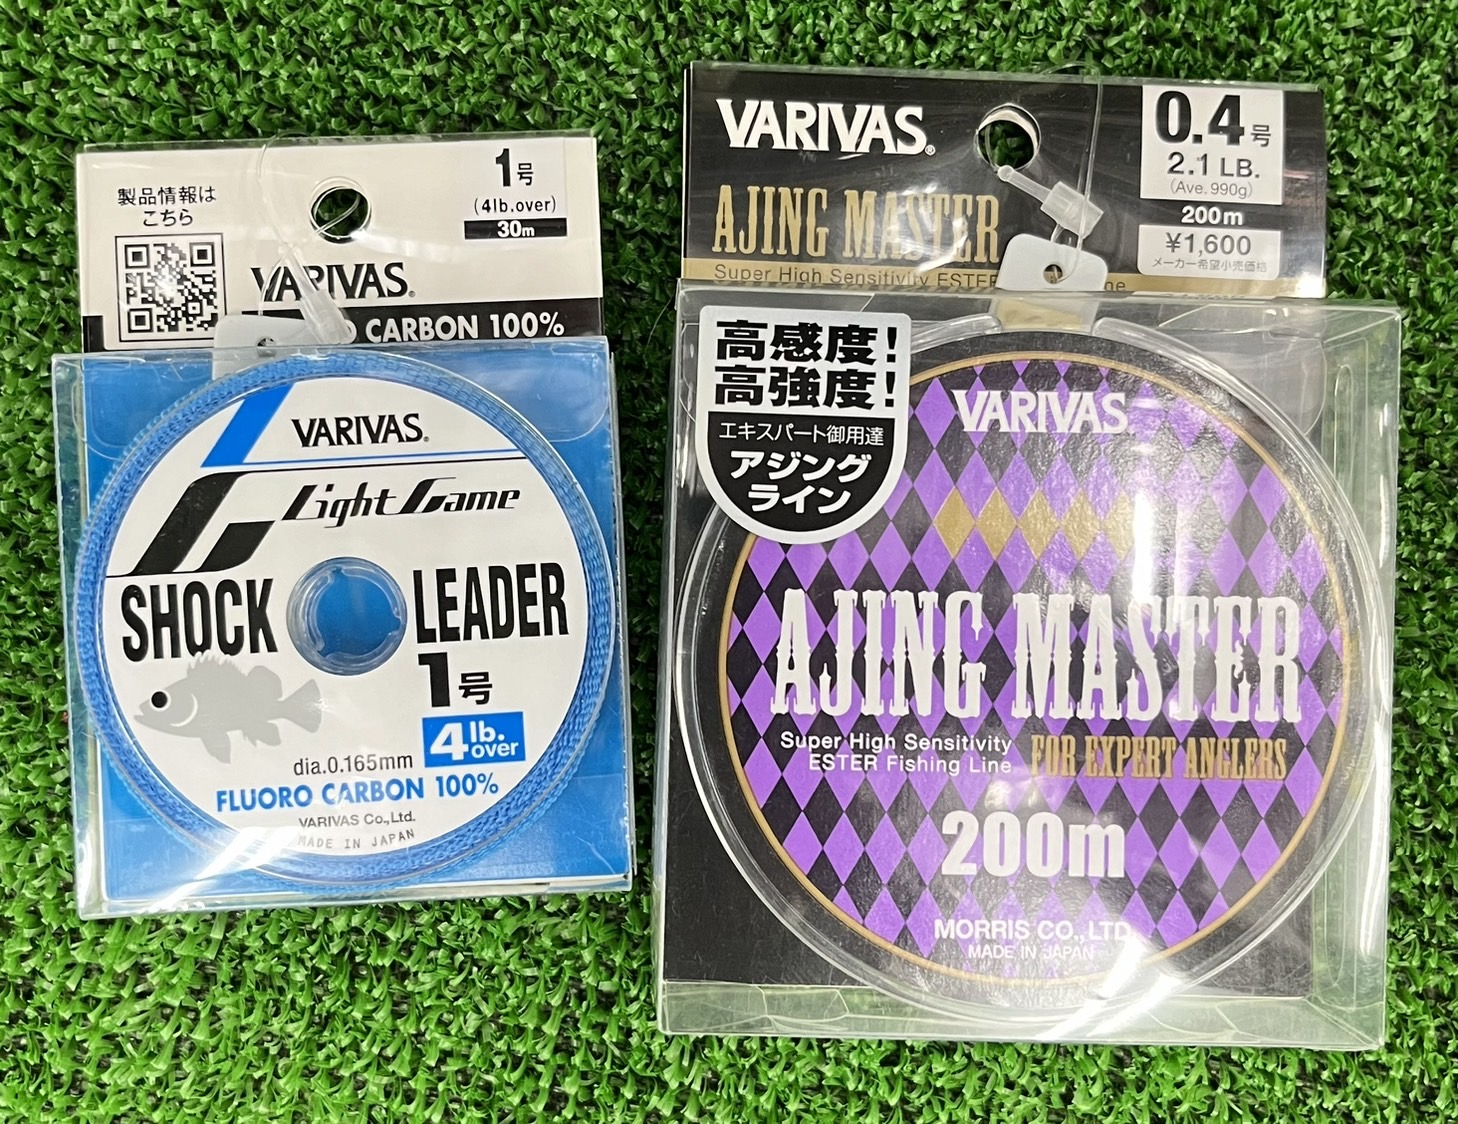 製品情報は
こちら
1号
(4lb.over)
30m
VARIVAS®
CARBON 100%
VARIVAS®
Light Game
SHOCK LEADER
1号
4lb.over
dia.0.165mm
FLUORO CARBON 100%
VARIVAS Co.,Ltd.
MADE IN JAPAN
VARIVAS®
0.4号
2.1 LB.
(Ave.990g)
200m
¥1,600
メーカー希望小売価格
AJING MASTER
Super High Sensitivity ESTER
高感度!
高強度!
エキスパート御用達
アジング
ライン
VARIVAS
AJING MASTER
Super High Sensitivity
ESTER Fishing Line
FOR EXPERT ANGLERS
200m
MORRIS CO.,LTD.
MADE IN JAPAN